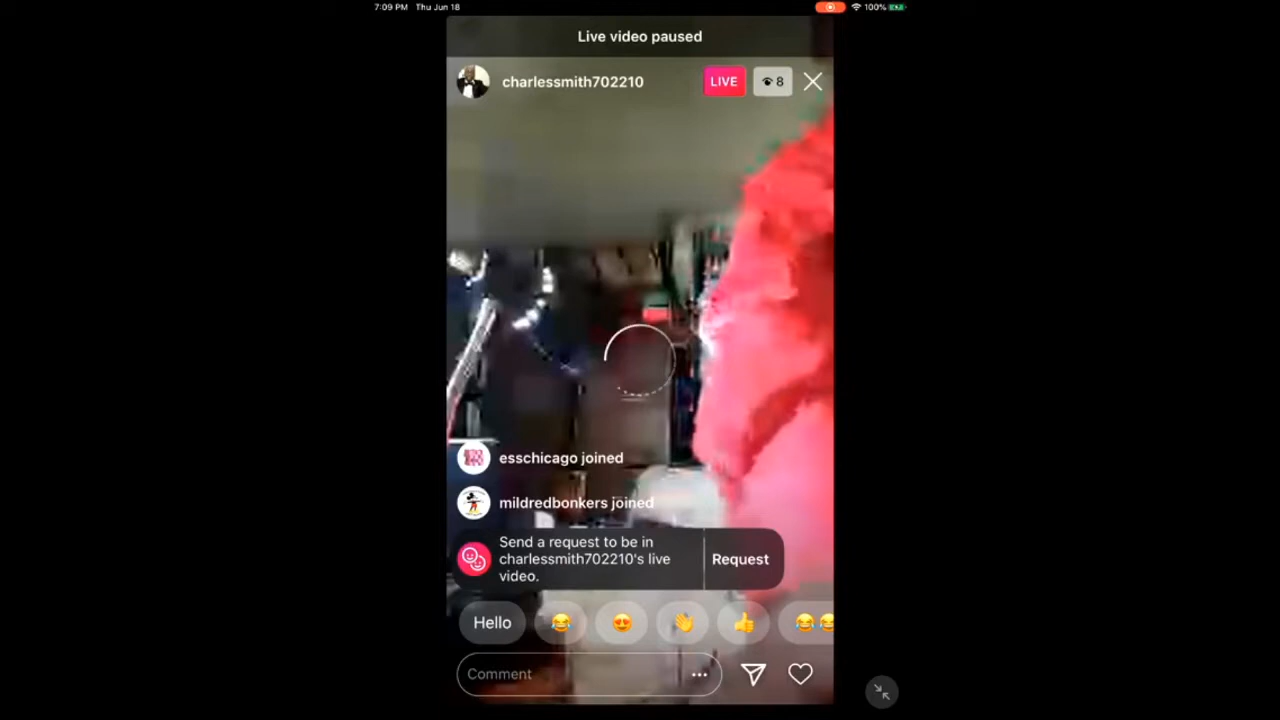 7:09 PM Thu Jun 18
100%
Live video paused
charlessmith702210
LIVE
8
esschicago joined
mildredbonkers joined
Send a request to be in
charlessmith702210's live
video.
Request
Hello
Comment